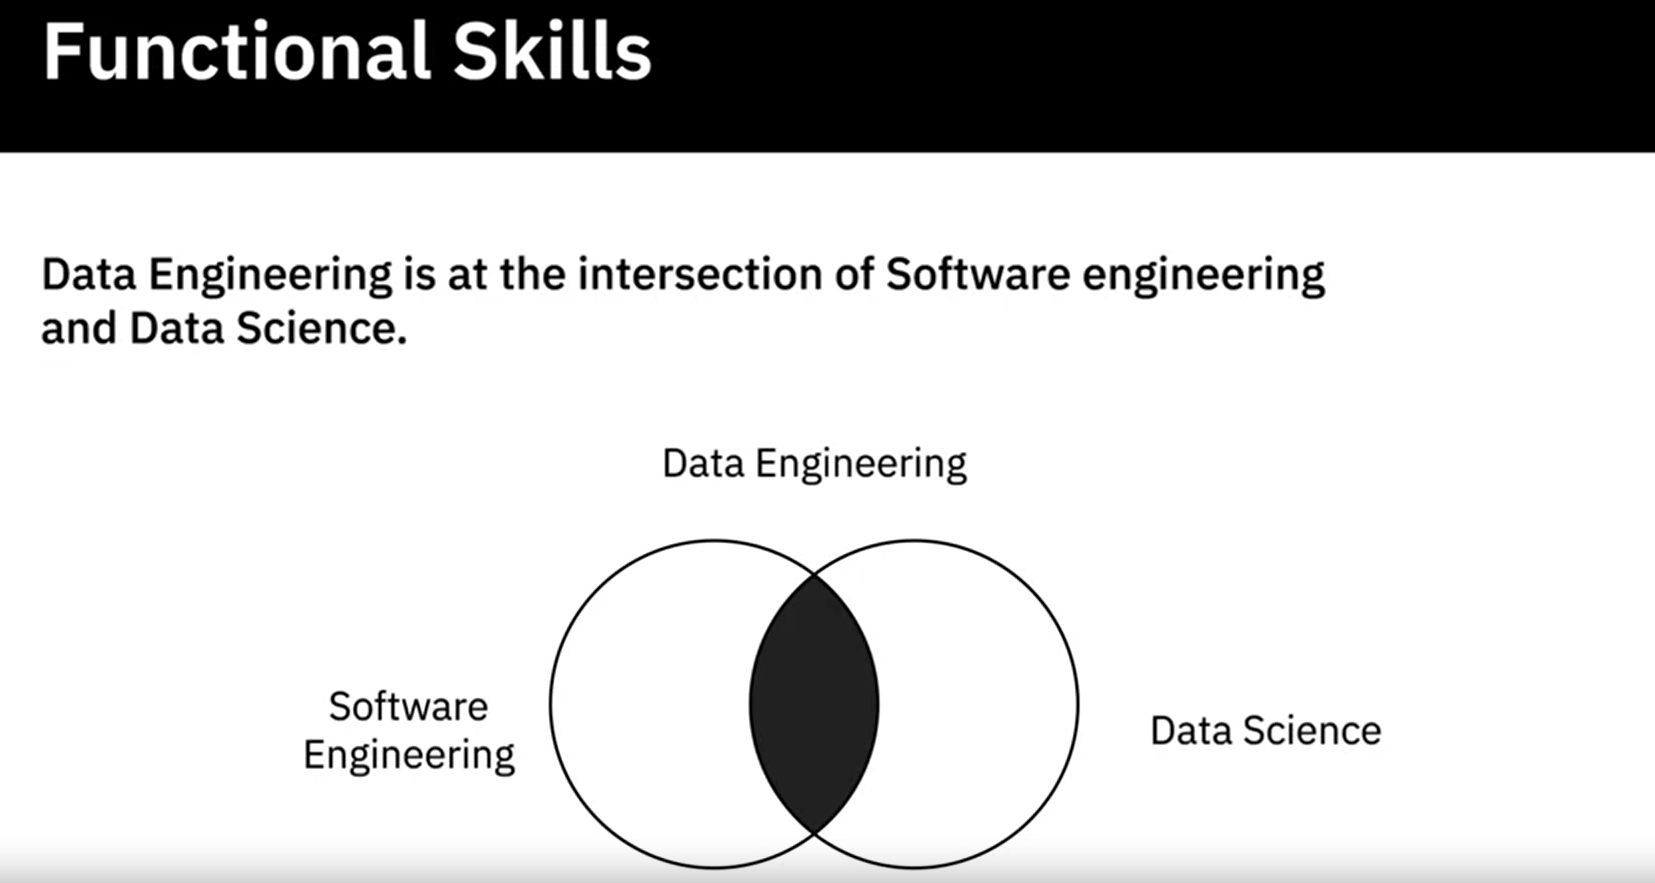 Functional Skills
Data Engineering is at the intersection of Software engineering
and Data Science.
Data Engineering
Software
Engineering
Data Science